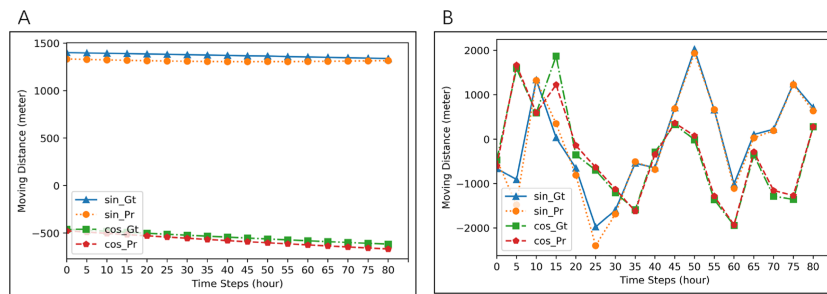 A
Moving Distance (meter)
1500
1000
500
0
−500
sin_Gt
sin_Pr
cos_Gt
cos_Pr
0 5 10 15 20 25 30 35 40 45 50 55 60 65 70 75 80
Time Steps (hour)
B
Moving Distance (meter)
2000
1000
0
−1000
−2000
sin_Gt
sin_Pr
cos_Gt
cos_Pr
0 5 10 15 20 25 30 35 40 45 50 55 60 65 70 75 80
Time Steps (hour)